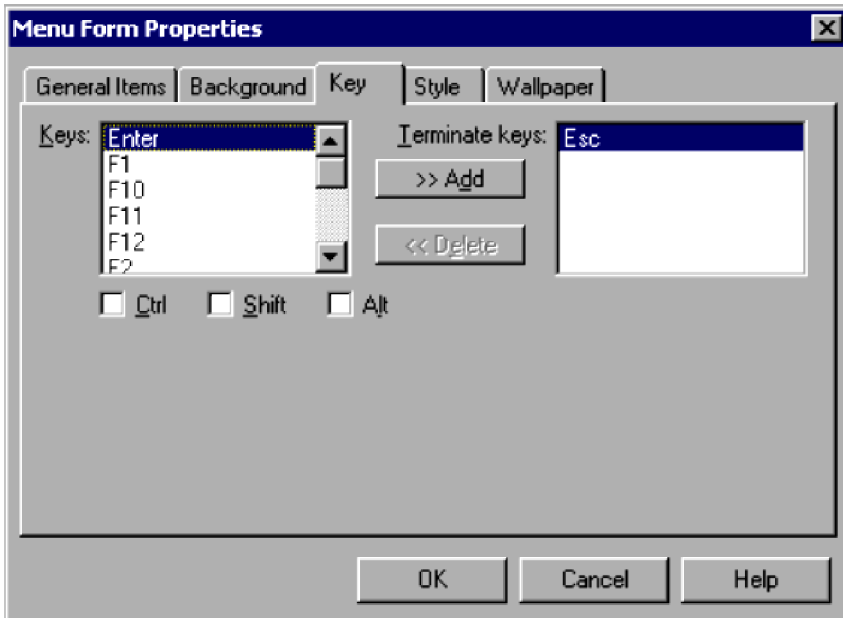 Menu Form Properties
General Items Background Key Style Wallpaper
Keys: Enter Terminate keys: Esc
F1
>> Add
F10
F11
F12
<< Delete
F2
Ctrl Shift Alt
OK Cancel Help